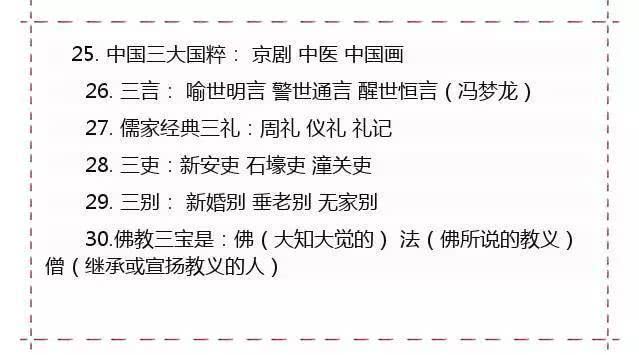 25. 中国三大国粹： 京剧 中医 中国画
26. 三言： 喻世明言 警世通言 醒世恒言（冯梦龙）
27. 儒家经典三礼：周礼 仪礼 礼记
28. 三吏：新安吏 石壕吏 潼关吏
29. 三别： 新婚别 垂老别 无家别
30.佛教三宝是：佛（大知大觉的） 法（佛所说的教义）
僧（继承或宣扬教义的人）